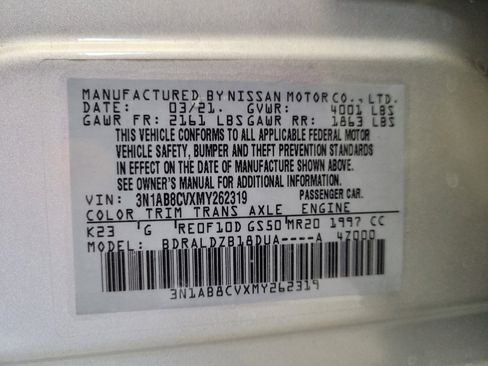 MANUFACTURED BY NISSAN MOTOR CO., LTD.
DATE: 03/21. GVWR: 4001 LBS
GAWR FR: 2161 LBS GAWR RR: 1863 LBS
THIS VEHICLE CONFORMS TO ALL APPLICABLE FEDERAL MOTOR
VEHICLE SAFETY, BUMPER AND THEFT PREVENTION STANDARDS
IN EFFECT ON THE DATE OF MANUFACTURE SHOWN ABOVE.
SEE OWNER'S MANUAL FOR ADDITIONAL INFORMATION.
VIN: 3N1AB8CVXMY262319 PASSENGER CAR.
COLOR TRIM TRANS AXLE ENGINE
K23 'G RE0F10D GS50 MR20 1997 CC
MODEL: BDRALDZB18DUA----A 47000
3N1AB8CVXMY262319